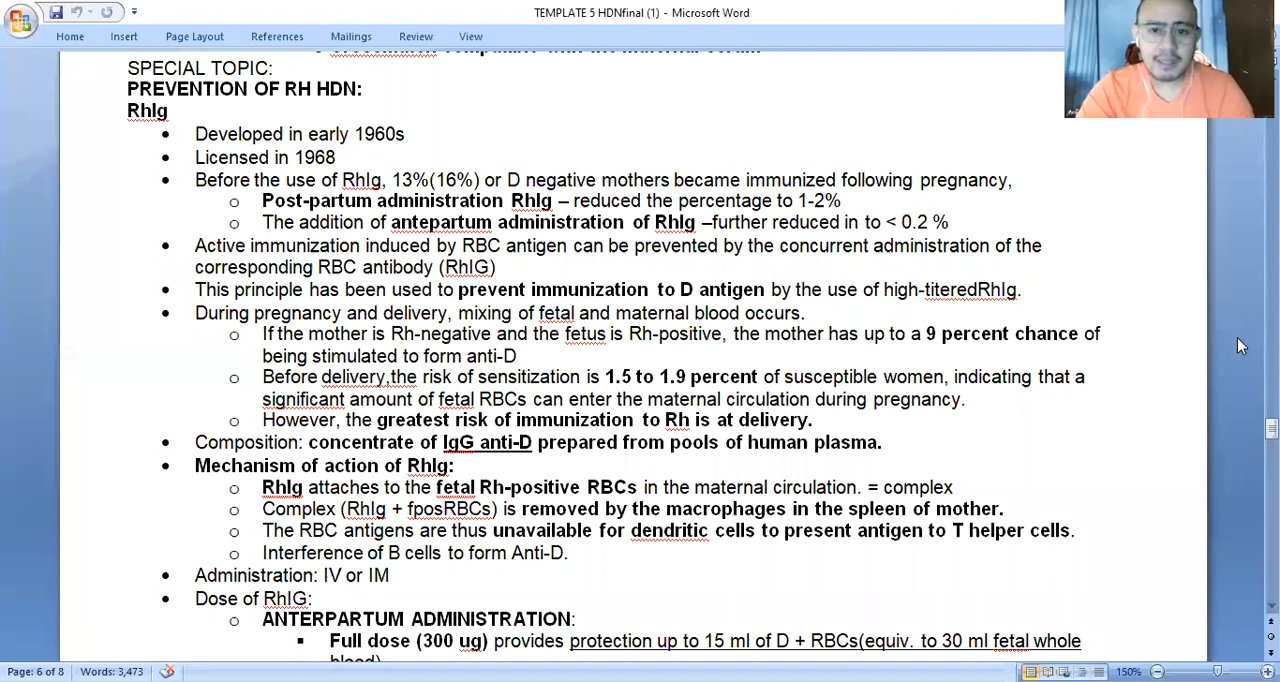 TEMPLATE 5 HDNfinal (1) - Microsoft Word
Home Insert Page Layout References Mailings Review View
SPECIAL TOPIC:
PREVENTION OF RH HDN:
RhIg
• Developed in early 1960s
• Licensed in 1968
• Before the use of RhIg, 13%(16%) or D negative mothers became immunized following pregnancy,
o Post-partum administration RhIg – reduced the percentage to 1-2%
o The addition of antepartum administration of RhIg –further reduced in to < 0.2 %
• Active immunization induced by RBC antigen can be prevented by the concurrent administration of the
corresponding RBC antibody (RhIG)
• This principle has been used to prevent immunization to D antigen by the use of high-titeredRhIg.
• During pregnancy and delivery, mixing of fetal and maternal blood occurs.
o If the mother is Rh-negative and the fetus is Rh-positive, the mother has up to a 9 percent chance of
being stimulated to form anti-D
o Before delivery,the risk of sensitization is 1.5 to 1.9 percent of susceptible women, indicating that a
significant amount of fetal RBCs can enter the maternal circulation during pregnancy.
o However, the greatest risk of immunization to Rh is at delivery.
• Composition: concentrate of IgG anti-D prepared from pools of human plasma.
• Mechanism of action of RhIg:
o RhIg attaches to the fetal Rh-positive RBCs in the maternal circulation. = complex
o Complex (RhIg + fposRBCs) is removed by the macrophages in the spleen of mother.
o The RBC antigens are thus unavailable for dendritic cells to present antigen to T helper cells.
o Interference of B cells to form Anti-D.
• Administration: IV or IM
• Dose of RhIG:
o ANTERPARTUM ADMINISTRATION:
▪ Full dose (300 ug) provides protection up to 15 ml of D + RBCs(equiv. to 30 ml fetal whole
blood)
Page: 6 of 8 Words: 3,473 150%